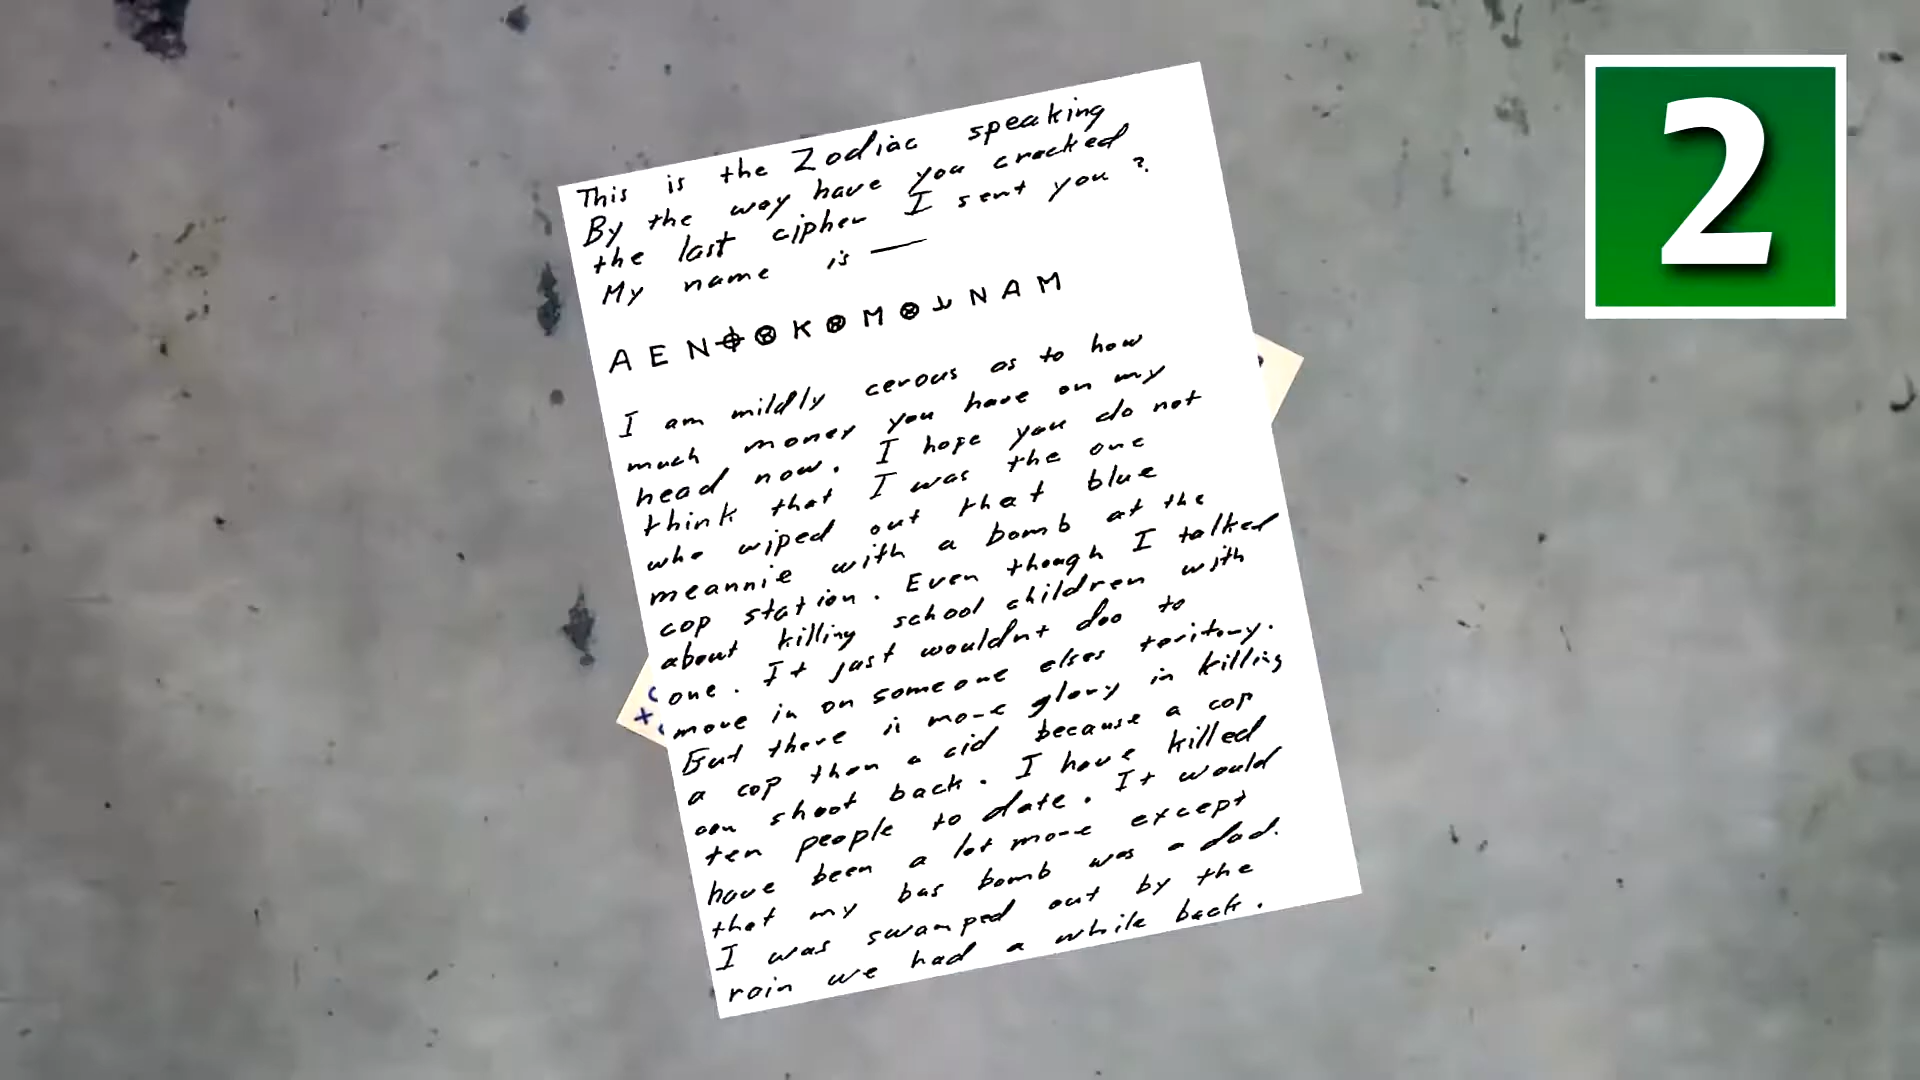 This is the Zodiac speaking
By the way have you cracked
the last cipher I sent you ?
My name is —
A E N ⌖ ⊗ K ⊗ M ⊗ N A M
I am mildly cerous as to how
much money you have on my
head now. I hope you do not
think that I was the one
who wiped out that blue
meannie with a bomb at the
cop station. Even though I talked
about killing school children with
one. It just wouldnt doo to
move in on someone elses teritory.
But there is more glory in killing
a cop than a cid because a cop
can shoot back. I have killed
ten people to date. It would
have been a lot more except
that my bas bomb was a dad.
I was swamped out by the
rain we had a while back.
2